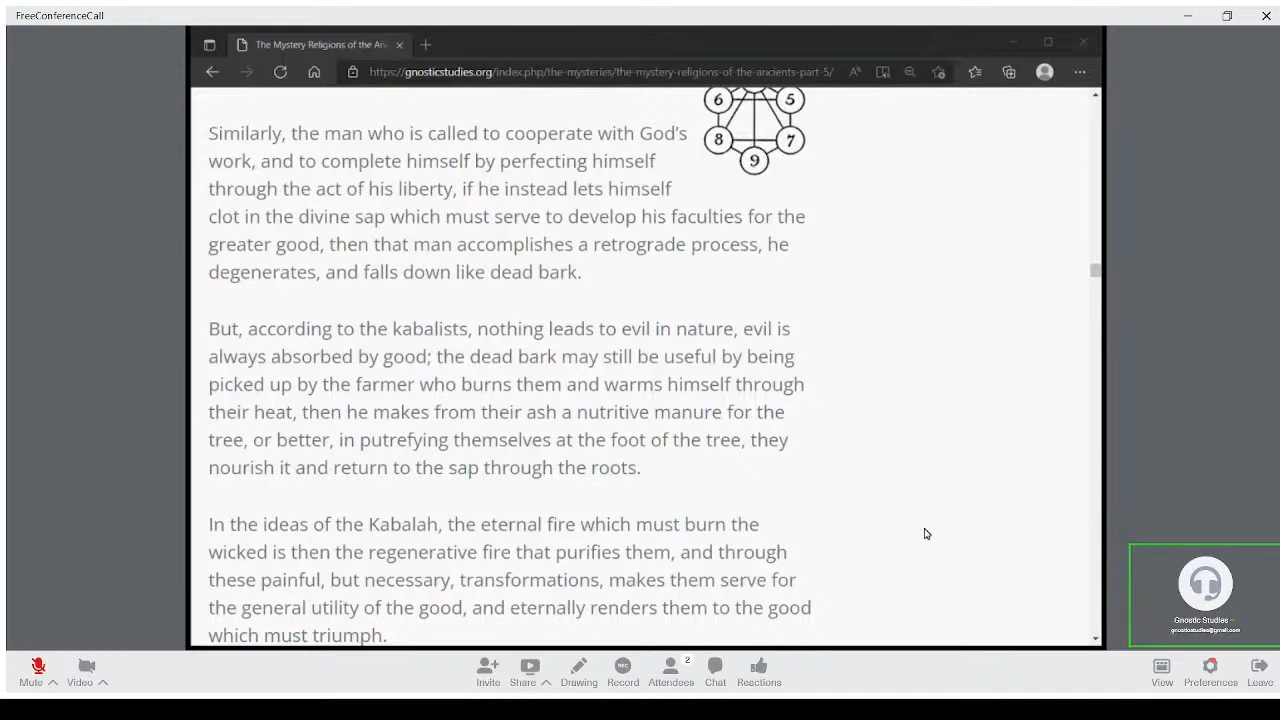 FreeConferenceCall
The Mystery Religions of the An
https://gnosticstudies.org/index.php/the-mysteries/the-mystery-religions-of-the-ancients-part-5/
6 5
8 7
9
Similarly, the man who is called to cooperate with God's
work, and to complete himself by perfecting himself
through the act of his liberty, if he instead lets himself
clot in the divine sap which must serve to develop his faculties for the
greater good, then that man accomplishes a retrograde process, he
degenerates, and falls down like dead bark.
But, according to the kabalists, nothing leads to evil in nature, evil is
always absorbed by good; the dead bark may still be useful by being
picked up by the farmer who burns them and warms himself through
their heat, then he makes from their ash a nutritive manure for the
tree, or better, in putrefying themselves at the foot of the tree, they
nourish it and return to the sap through the roots.
In the ideas of the Kabalah, the eternal fire which must burn the
wicked is then the regenerative fire that purifies them, and through
these painful, but necessary, transformations, makes them serve for
the general utility of the good, and eternally renders them to the good
which must triumph.
Gnostic Studies
gnosticstudies@gmail.com
2
Mute Video Invite Share Drawing Record Attendees Chat Reactions View Preferences Leave